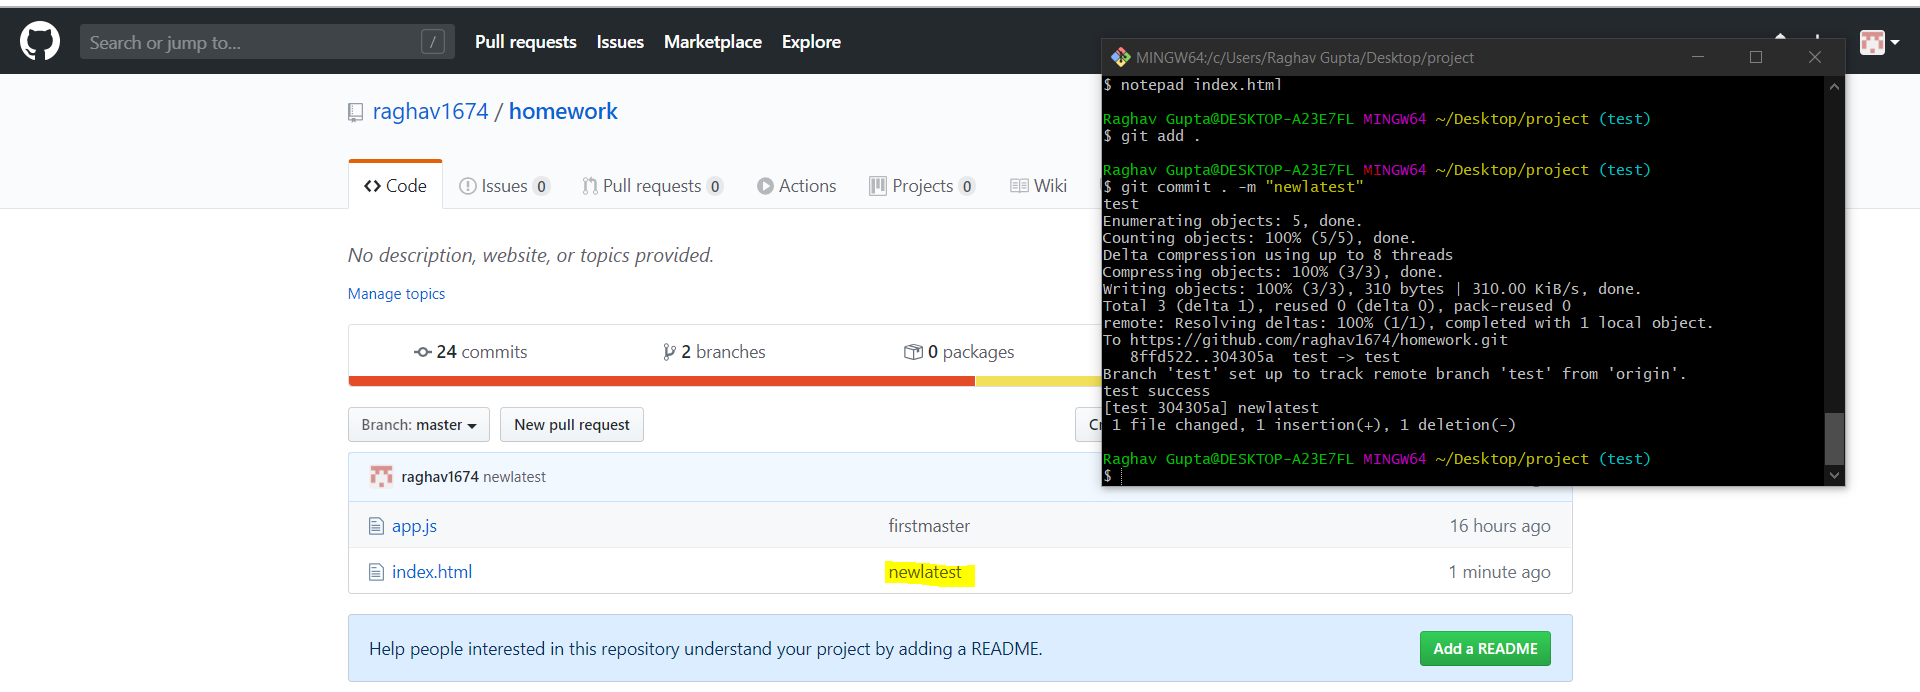 Search or jump to...
/
Pull requests Issues Marketplace Explore
raghav1674 / homework
Code
Issues 0
Pull requests 0
Actions
Projects 0
Wiki
No description, website, or topics provided.
Manage topics
24 commits
2 branches
0 packages
Branch: master
New pull request
raghav1674 newlatest
app.js firstmaster 16 hours ago
index.html newlatest 1 minute ago
Help people interested in this repository understand your project by adding a README.
Add a README
MINGW64:/c/Users/Raghav Gupta/Desktop/project
$ notepad index.html
Raghav Gupta@DESKTOP-A23E7FL MINGW64 ~/Desktop/project (test)
$ git add .
Raghav Gupta@DESKTOP-A23E7FL MINGW64 ~/Desktop/project (test)
$ git commit . -m "newlatest"
test
Enumerating objects: 5, done.
Counting objects: 100% (5/5), done.
Delta compression using up to 8 threads
Compressing objects: 100% (3/3), done.
Writing objects: 100% (3/3), 310 bytes | 310.00 KiB/s, done.
Total 3 (delta 1), reused 0 (delta 0), pack-reused 0
remote: Resolving deltas: 100% (1/1), completed with 1 local object.
To https://github.com/raghav1674/homework.git
8ffd522..304305a test -> test
Branch 'test' set up to track remote branch 'test' from 'origin'.
test success
[test 304305a] newlatest
1 file changed, 1 insertion(+), 1 deletion(-)
Raghav Gupta@DESKTOP-A23E7FL MINGW64 ~/Desktop/project (test)
$